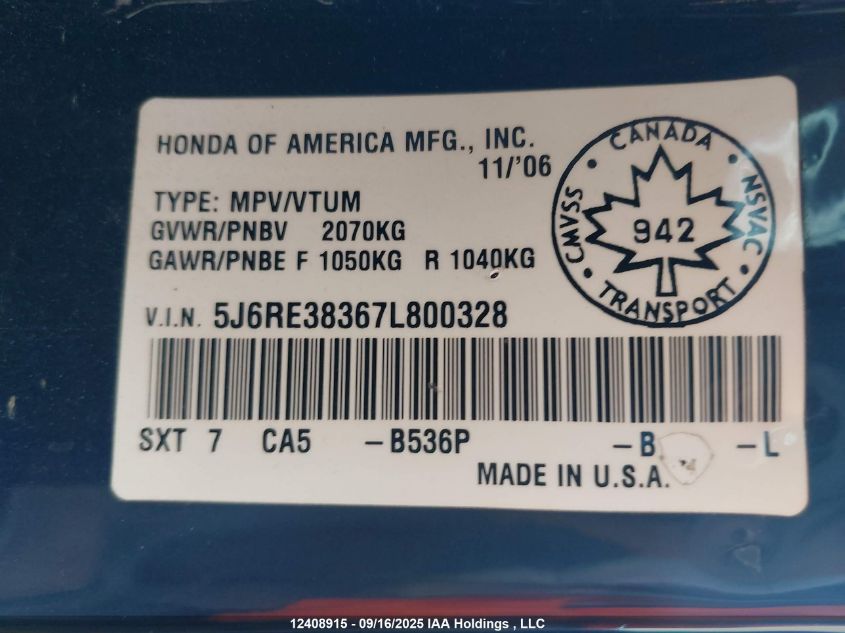 HONDA OF AMERICA MFG., INC.
11/'06
TYPE: MPV/VTUM
GVWR/PNBV 2070KG
GAWR/PNBE F 1050KG R 1040KG
V.I.N. 5J6RE38367L800328
CANADA
CMVSS
NSVAC
942
TRANSPORT
SXT 7 CA5 -B536P -B -L
MADE IN U.S.A.
12408915 - 09/16/2025 IAA Holdings , LLC